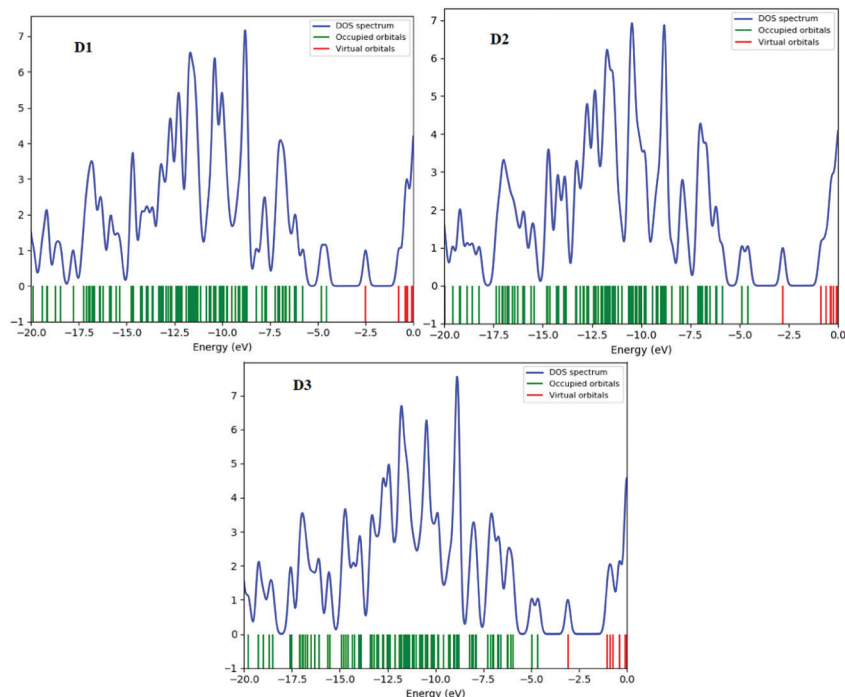 D1
DOS spectrum
Occupied orbitals
Virtual orbitals
7
6
5
4
3
2
1
0
−1
−20.0 −17.5 −15.0 −12.5 −10.0 −7.5 −5.0 −2.5 0.0
Energy (eV)
D2
DOS spectrum
Occupied orbitals
Virtual orbitals
7
6
5
4
3
2
1
0
−1
−20.0 −17.5 −15.0 −12.5 −10.0 −7.5 −5.0 −2.5 0.0
Energy (eV)
D3
DOS spectrum
Occupied orbitals
Virtual orbitals
7
6
5
4
3
2
1
0
−1
−20.0 −17.5 −15.0 −12.5 −10.0 −7.5 −5.0 −2.5 0.0
Energy (eV)